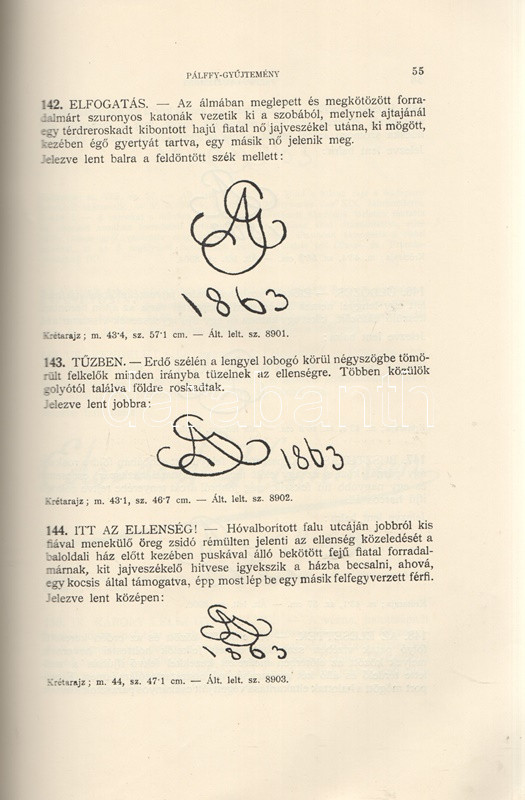 PÁLFFY-GYŰJTEMÉNY 55
142. ELFOGATÁS. — Az álmában meglepett és megkötözött forra-
dalmárt szuronyos katonák vezetik ki a szobából, melynek ajtajánál
egy térdreroskadt kibontott hajú fiatal nő jajveszékel utána, ki mögött,
kezében égő gyertyát tartva, egy másik nő jelenik meg.
Jelezve lent balra a feldöntött szék mellett:
AG
1863
Krétarajz; m. 43·4, sz. 57·1 cm. — Ált. lelt. sz. 8901.
143. TŰZBEN. — Erdő szélén a lengyel lobogó körül négyszögbe tömö-
rült felkelők minden irányba tüzelnek az ellenségre. Többen közülök
golyótól találva földre roskadtak.
Jelezve lent jobbra:
AG 1863
Krétarajz; m. 43·1, sz. 46·7 cm. — Ált. lelt. sz. 8902.
144. ITT AZ ELLENSÉG! — Hóvalborított falu utcáján jobbról kis
fiával menekülő öreg zsidó rémülten jelenti az ellenség közeledését a
baloldali ház előtt kezében puskával álló bekötött fejű fiatal forradal-
márnak, kit jajveszékelő hitvese igyekszik a házba becsalni, ahová,
egy kocsis által támogatva, épp most lép be egy másik felfegyverzett férfi.
Jelezve lent középen:
AG
1863
Krétarajz; m. 44, sz. 47·1 cm. — Ált. lelt. sz. 8903.
darabanth